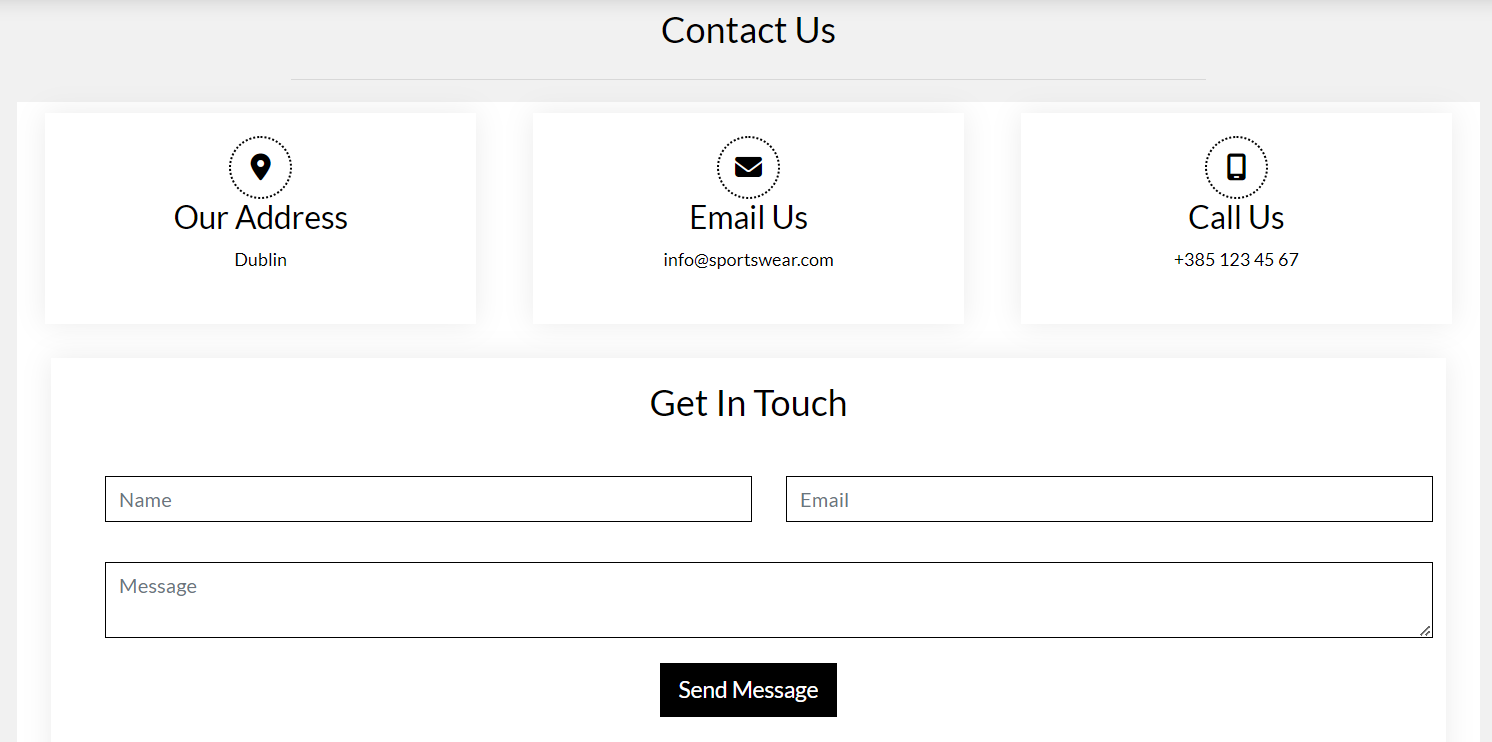 Contact Us
Our Address
Dublin
Email Us
info@sportswear.com
Call Us
+385 123 45 67
Get In Touch
Name
Email
Message
Send Message